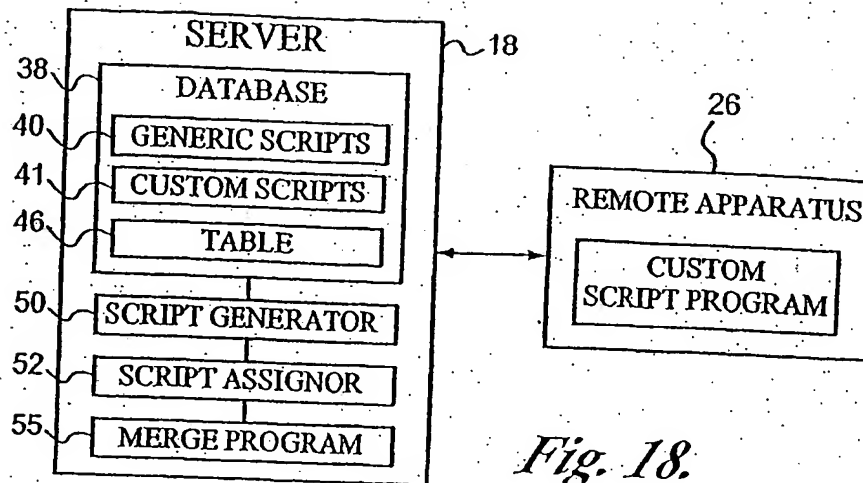 SERVER
18
38
DATABASE
40
GENERIC SCRIPTS
41
CUSTOM SCRIPTS
46
TABLE
50
SCRIPT GENERATOR
52
SCRIPT ASSIGNOR
55
MERGE PROGRAM
26
REMOTE APPARATUS
CUSTOM
SCRIPT PROGRAM
Fig. 18.